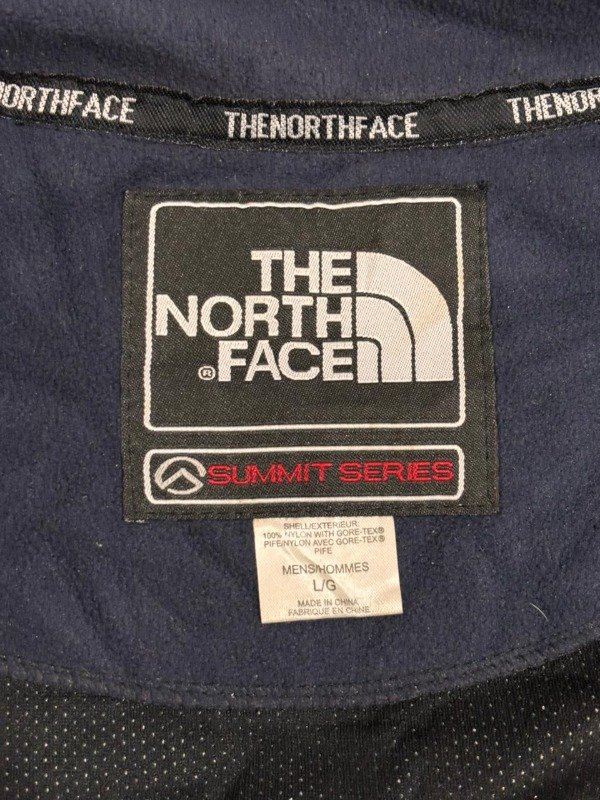 ORTHFACE THENORTHFACE THENOR
THE
NORTH
® FACE
SUMMIT SERIES
SHELL/EXTERIEUR:
100% NYLON WITH GORE-TEX®
PIFE/NYLON AVEC GORE-TEX®
PIFE
MENS/HOMMES
L/G
MADE IN CHINA
FABRIQUE EN CHINE